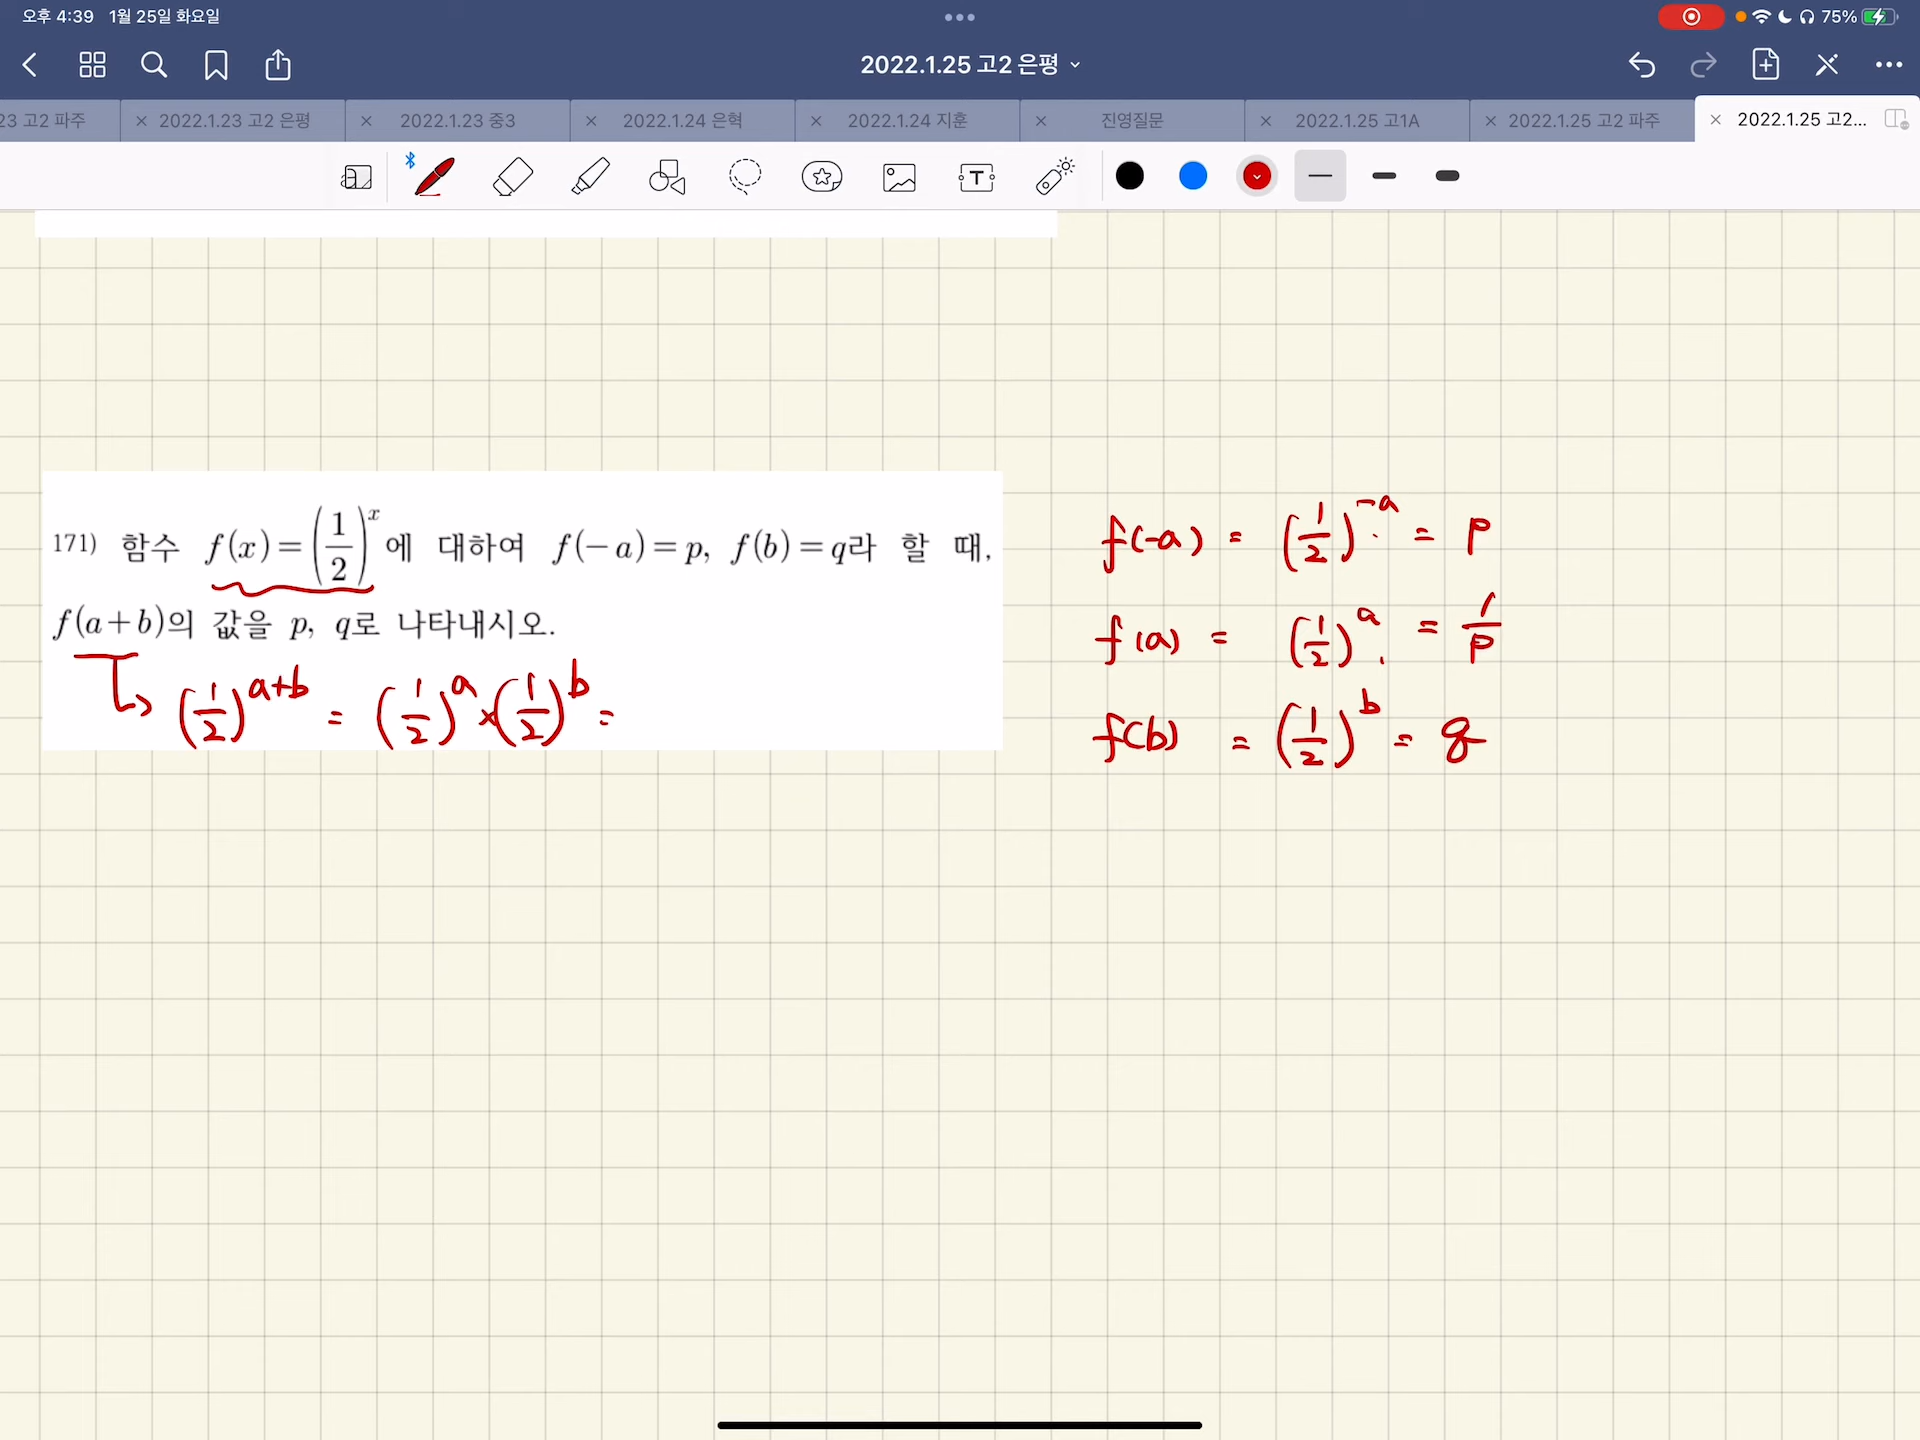 오후 4:39 1월 25일 화요일
75%
2022.1.25 고2 은평
23 고2 파주
2022.1.23 고2 은평
2022.1.23 중3
2022.1.24 은혁
2022.1.24 지훈
진영질문
2022.1.25 고1A
2022.1.25 고2 파주
2022.1.25 고2...
171) 함수 f(x)=(1/2)^x에 대하여 f(−a)=p, f(b)=q라 할 때,
f(a+b)의 값을 p, q로 나타내시오.
(1/2)^(a+b) = (1/2)^a × (1/2)^b =
f(-a) = (1/2)^(-a) = p
f(a) = (1/2)^a = 1/p
f(b) = (1/2)^b = q